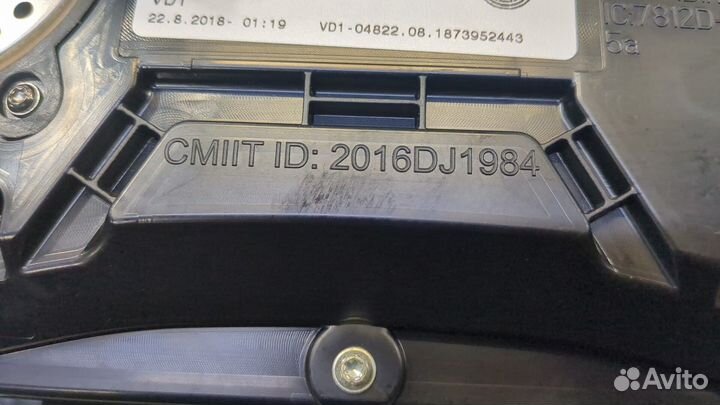 VD1
22.8.2018- 01:19 VD1-04822.08.1873952443
IC:7812D
5a
CMIIT ID: 2016DJ1984
Avito